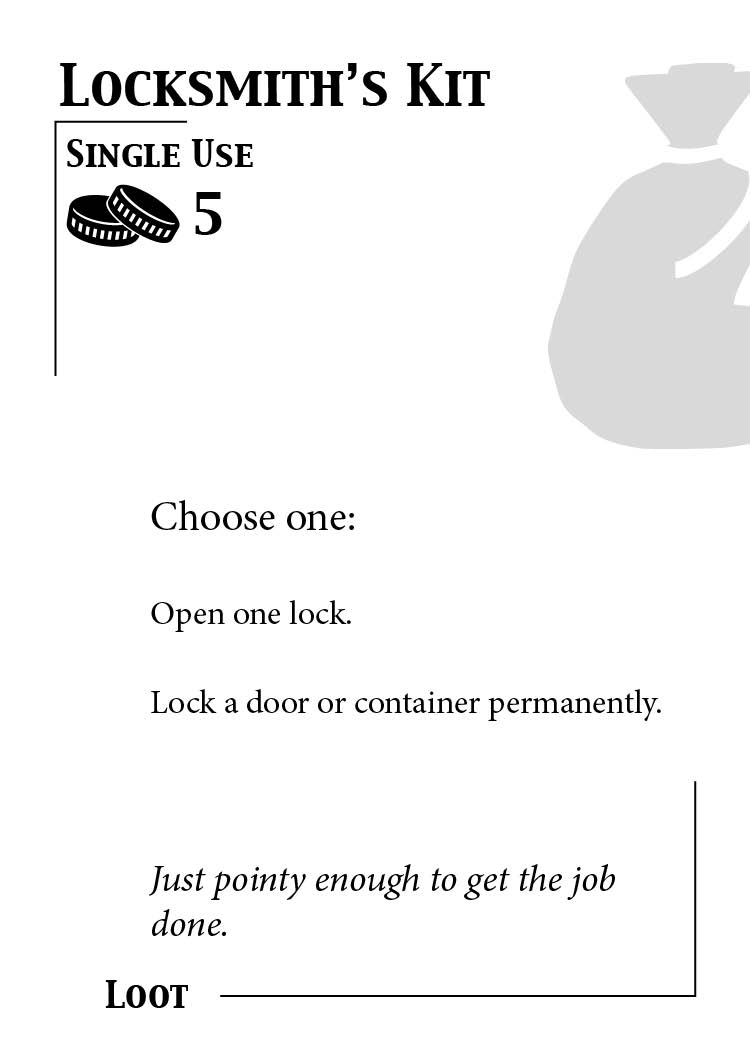 Locksmith's Kit
Single Use
5
Choose one:
Open one lock.
Lock a door or container permanently.
Just pointy enough to get the job
done.
Loot